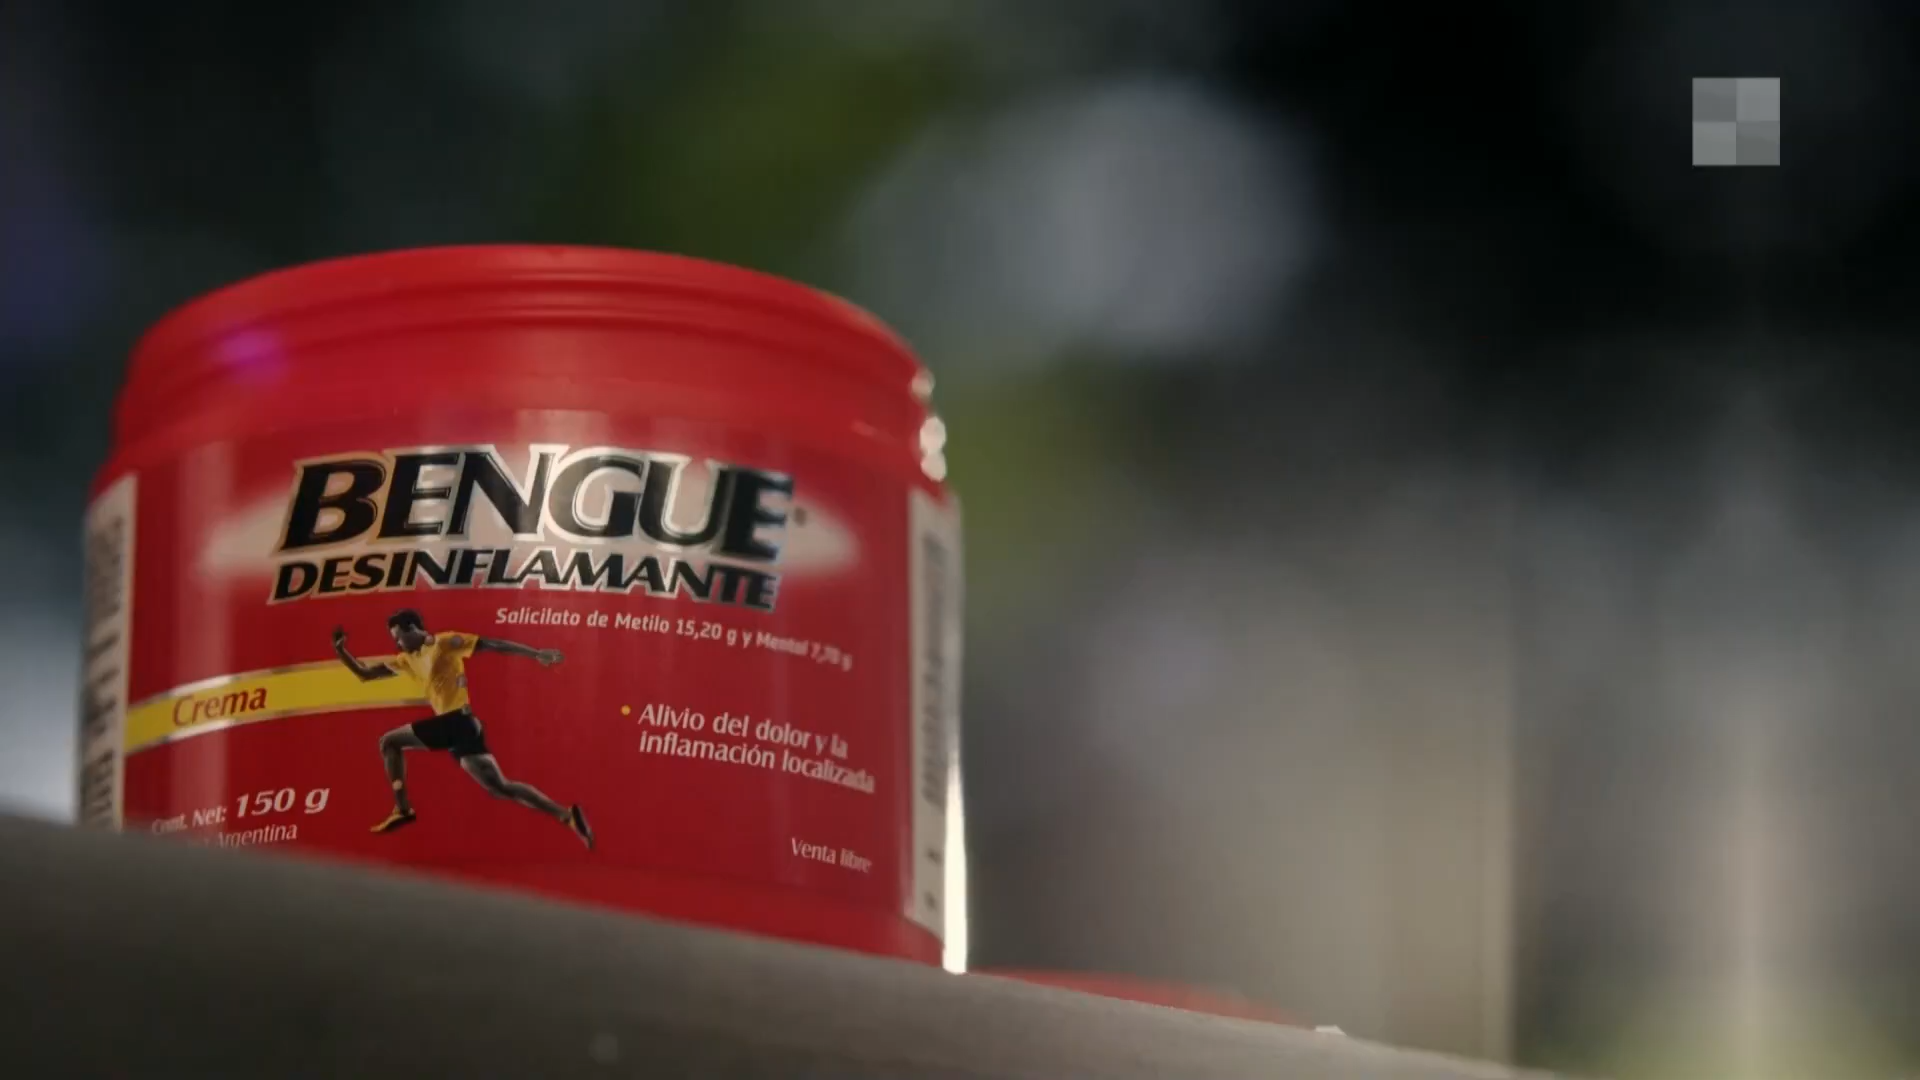 BENGUE
DESINFLAMANTE
Salicilato de Metilo 15,20 g y Mentol 7,70 g
Crema
• Alivio del dolor y la
inflamación localizada
Cont. Net: 150 g
Argentina
Venta libre